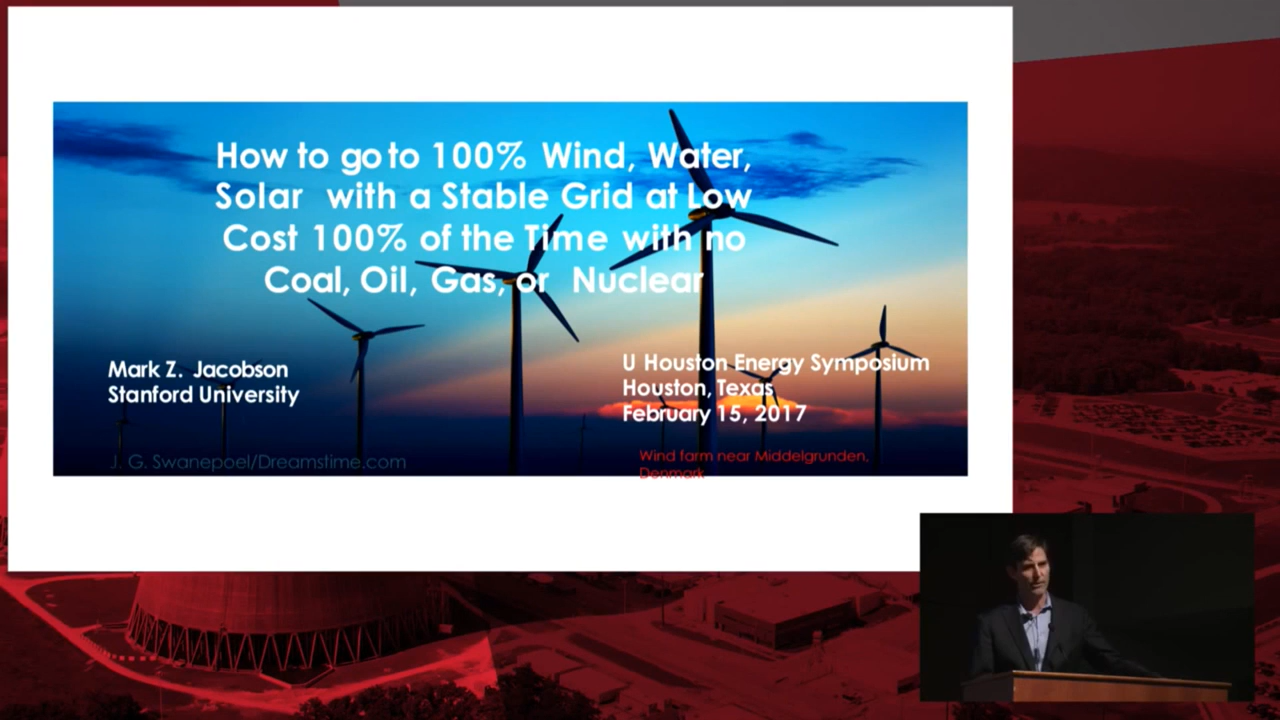 How to go to 100% Wind, Water,
Solar with a Stable Grid at Low
Cost 100% of the Time with no
Coal, Oil, Gas, or Nuclear
Mark Z. Jacobson
Stanford University
U Houston Energy Symposium
Houston, Texas
February 15, 2017
J. G. Swanepoel/Dreamstime.com
Wind farm near Middelgrunden,
Denmark